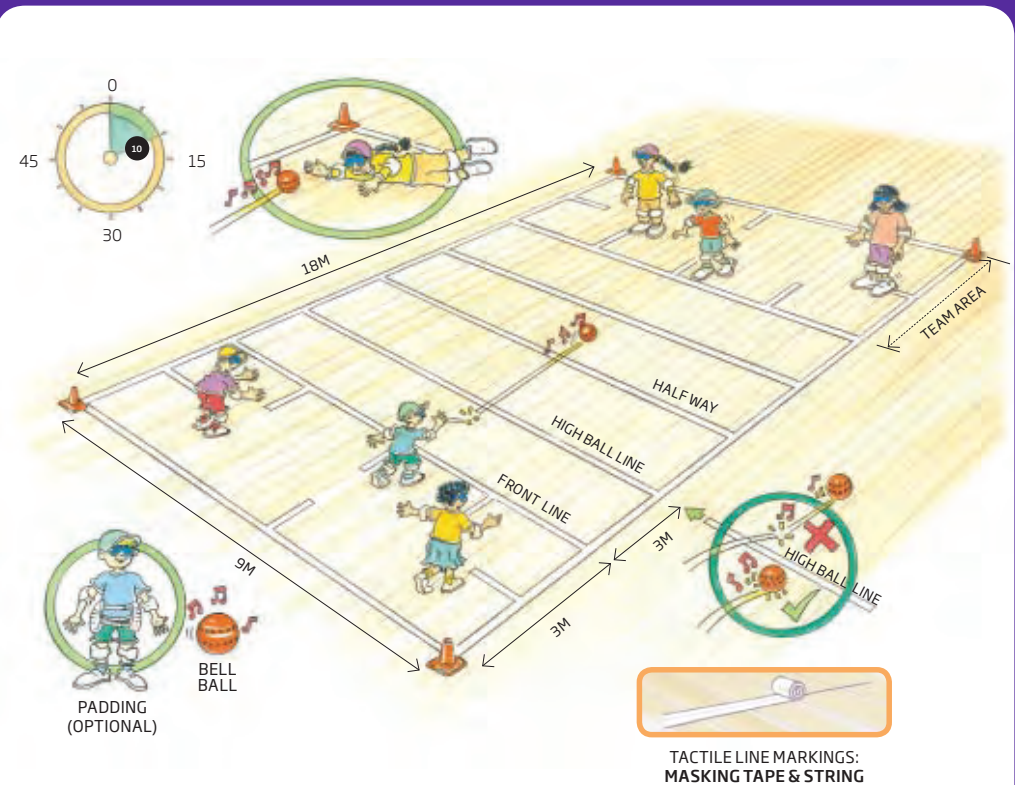 0
10
45
15
30
18M
TEAM AREA
HALF WAY
HIGH BALL LINE
FRONT LINE
3M
HIGH BALL LINE
9M
3M
BELL
BALL
PADDING
(OPTIONAL)
TACTILE LINE MARKINGS:
MASKING TAPE & STRING